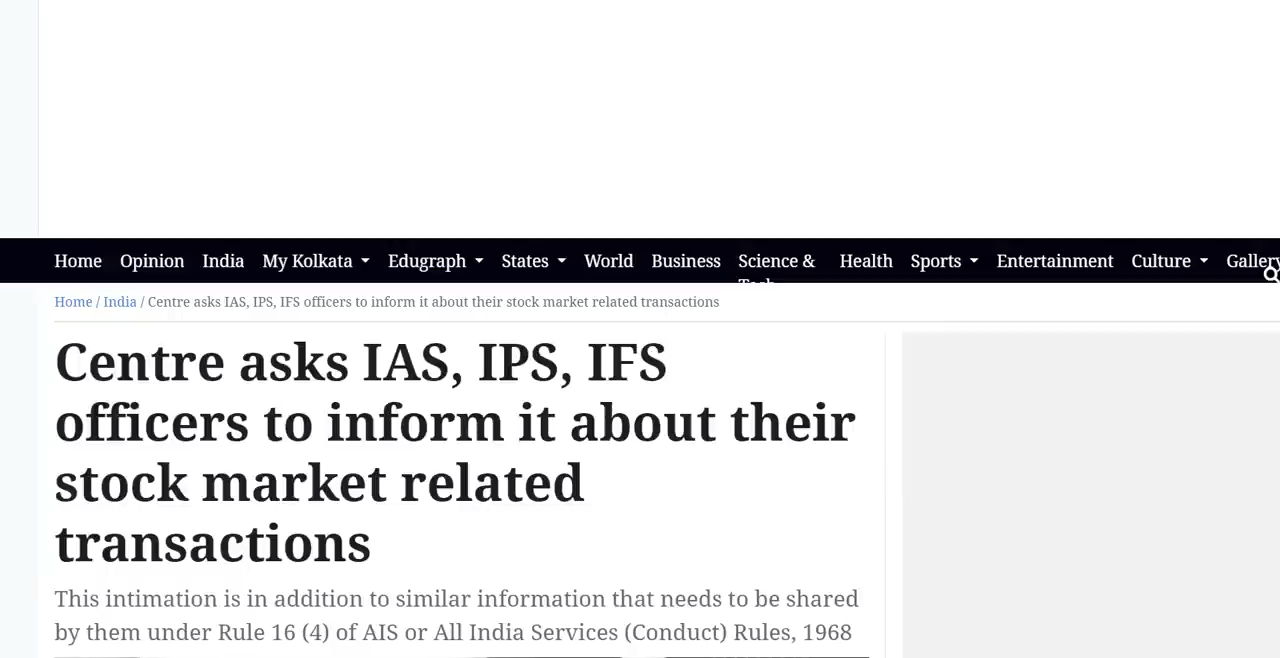 Home Opinion India My Kolkata Edugraph States World Business Science & Tech Health Sports Entertainment Culture Gallery
Home / India / Centre asks IAS, IPS, IFS officers to inform it about their stock market related transactions
Centre asks IAS, IPS, IFS
officers to inform it about their
stock market related
transactions
This intimation is in addition to similar information that needs to be shared
by them under Rule 16 (4) of AIS or All India Services (Conduct) Rules, 1968